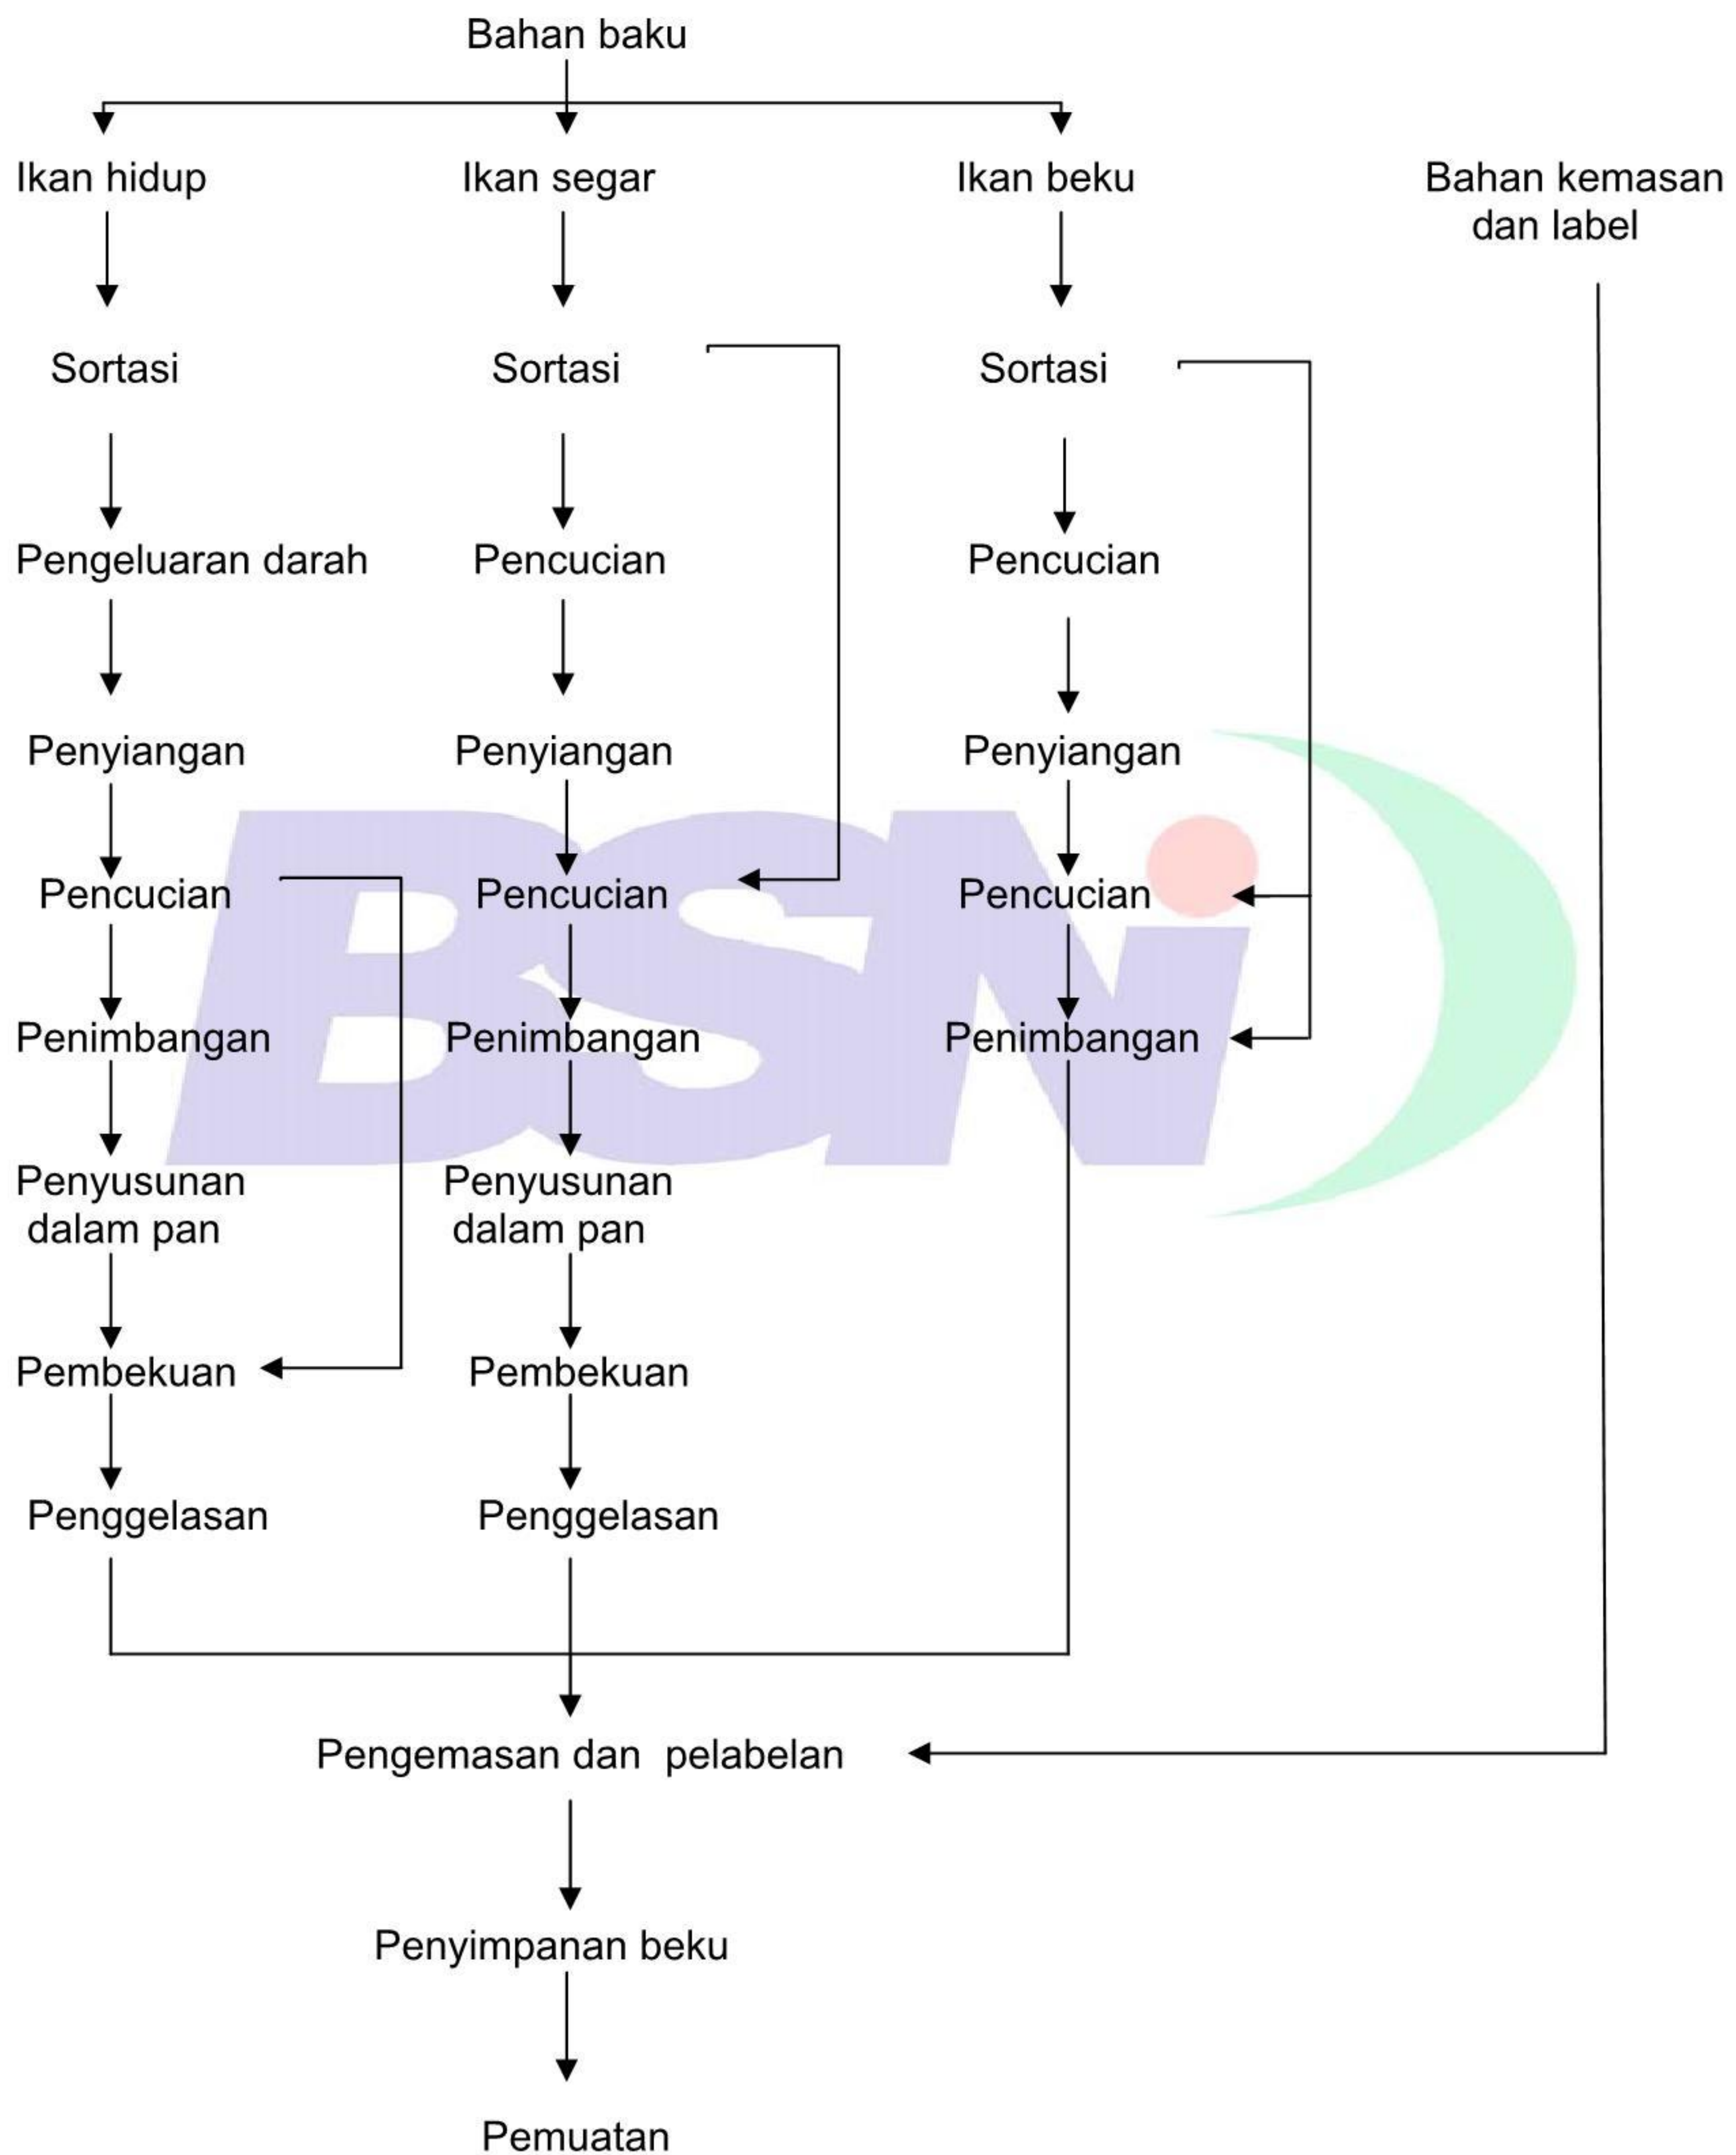 Bahan baku
Ikan hidup
Ikan segar
Ikan beku
Bahan kemasan
dan label
Sortasi
Sortasi
Sortasi
Pengeluaran darah
Pencucian
Pencucian
Penyiangan
Penyiangan
Penyiangan
Pencucian
Pencucian
Pencucian
Penimbangan
Penimbangan
Penimbangan
Penyusunan
dalam pan
Penyusunan
dalam pan
Pembekuan
Pembekuan
Penggelasan
Penggelasan
Pengemasan dan pelabelan
Penyimpanan beku
Pemuatan
BSNi